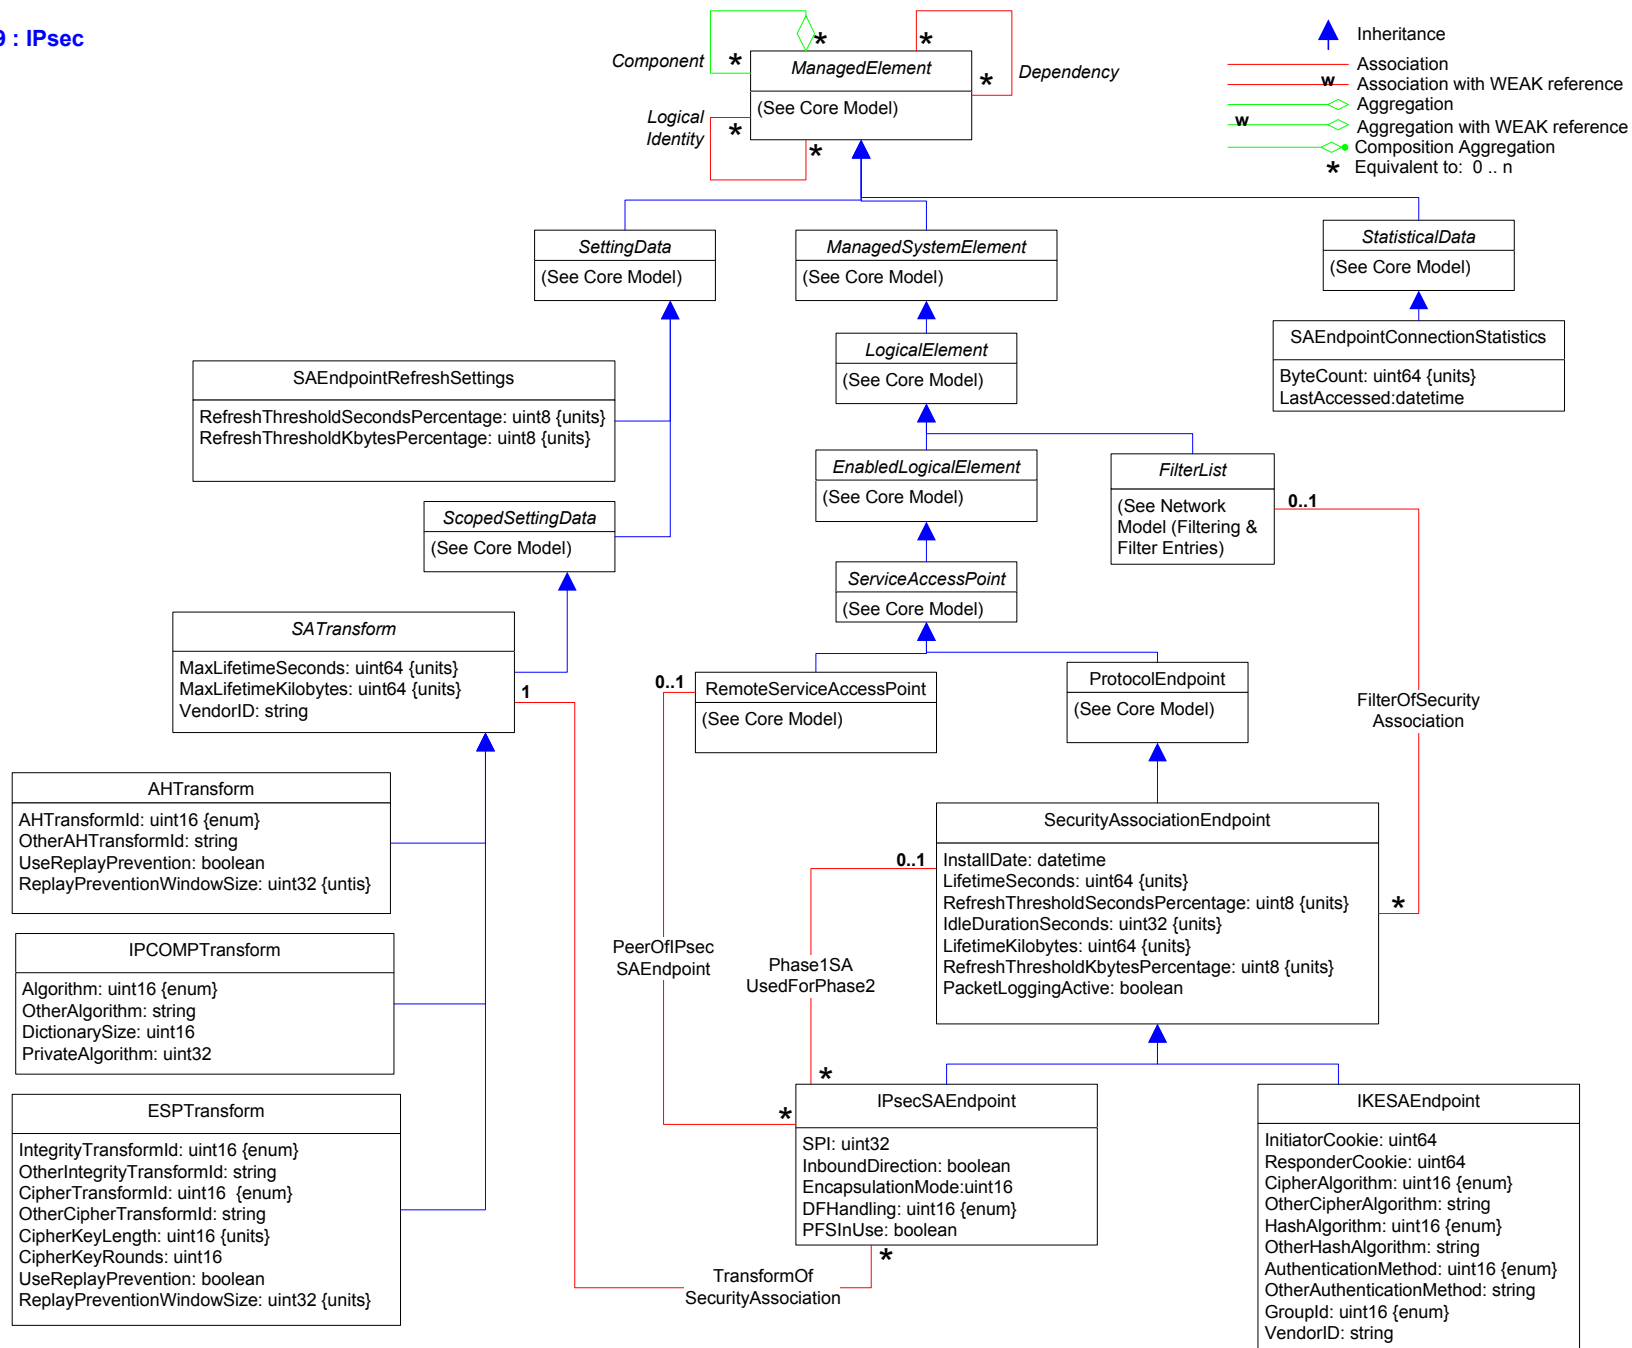 9 : IPsec
Inheritance
Association
w
Association with WEAK reference
Aggregation
w
Aggregation with WEAK reference
Composition Aggregation
* Equivalent to: 0 .. n
Component
*
*
*
*
Dependency
Logical
Identity
*
*
ManagedElement
(See Core Model)
SettingData
(See Core Model)
ManagedSystemElement
(See Core Model)
StatisticalData
(See Core Model)
SAEndpointConnectionStatistics
ByteCount: uint64 {units}
LastAccessed:datetime
LogicalElement
(See Core Model)
SAEndpointRefreshSettings
RefreshThresholdSecondsPercentage: uint8 {units}
RefreshThresholdKbytesPercentage: uint8 {units}
EnabledLogicalElement
(See Core Model)
FilterList
(See Network
Model (Filtering &
Filter Entries)
0..1
ScopedSettingData
(See Core Model)
ServiceAccessPoint
(See Core Model)
SATransform
MaxLifetimeSeconds: uint64 {units}
MaxLifetimeKilobytes: uint64 {units}
VendorID: string
1
0..1
RemoteServiceAccessPoint
(See Core Model)
ProtocolEndpoint
(See Core Model)
FilterOfSecurity
Association
AHTransform
AHTransformId: uint16 {enum}
OtherAHTransformId: string
UseReplayPrevention: boolean
ReplayPreventionWindowSize: uint32 {untis}
0..1
SecurityAssociationEndpoint
InstallDate: datetime
LifetimeSeconds: uint64 {units}
RefreshThresholdSecondsPercentage: uint8 {units}
IdleDurationSeconds: uint32 {units}
LifetimeKilobytes: uint64 {units}
RefreshThresholdKbytesPercentage: uint8 {units}
PacketLoggingActive: boolean
*
IPCOMPTransform
Algorithm: uint16 {enum}
OtherAlgorithm: string
DictionarySize: uint16
PrivateAlgorithm: uint32
PeerOfIPsec
SAEndpoint
Phase1SA
UsedForPhase2
*
*
ESPTransform
IntegrityTransformId: uint16 {enum}
OtherIntegrityTransformId: string
CipherTransformId: uint16 {enum}
OtherCipherTransformId: string
CipherKeyLength: uint16 {units}
CipherKeyRounds: uint16
UseReplayPrevention: boolean
ReplayPreventionWindowSize: uint32 {units}
IPsecSAEndpoint
SPI: uint32
InboundDirection: boolean
EncapsulationMode:uint16
DFHandling: uint16 {enum}
PFSInUse: boolean
*
TransformOf
SecurityAssociation
IKESAEndpoint
InitiatorCookie: uint64
ResponderCookie: uint64
CipherAlgorithm: uint16 {enum}
OtherCipherAlgorithm: string
HashAlgorithm: uint16 {enum}
OtherHashAlgorithm: string
AuthenticationMethod: uint16 {enum}
OtherAuthenticationMethod: string
GroupId: uint16 {enum}
VendorID: string